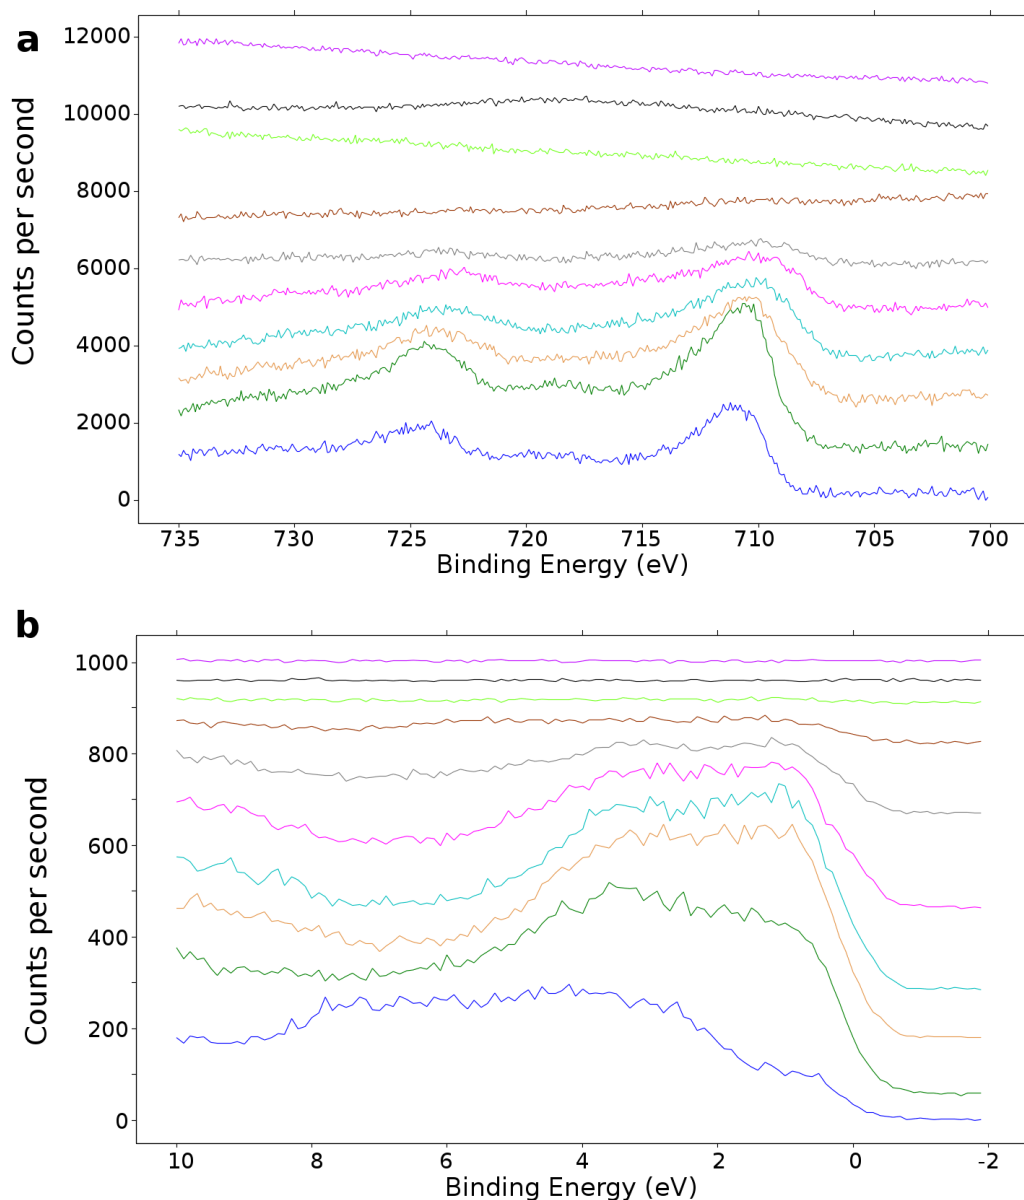 a
12000
10000
8000
6000
4000
2000
0
Counts per second
735 730 725 720 715 710 705 700
Binding Energy (eV)
b
1000
800
600
400
200
0
Counts per second
10 8 6 4 2 0 -2
Binding Energy (eV)